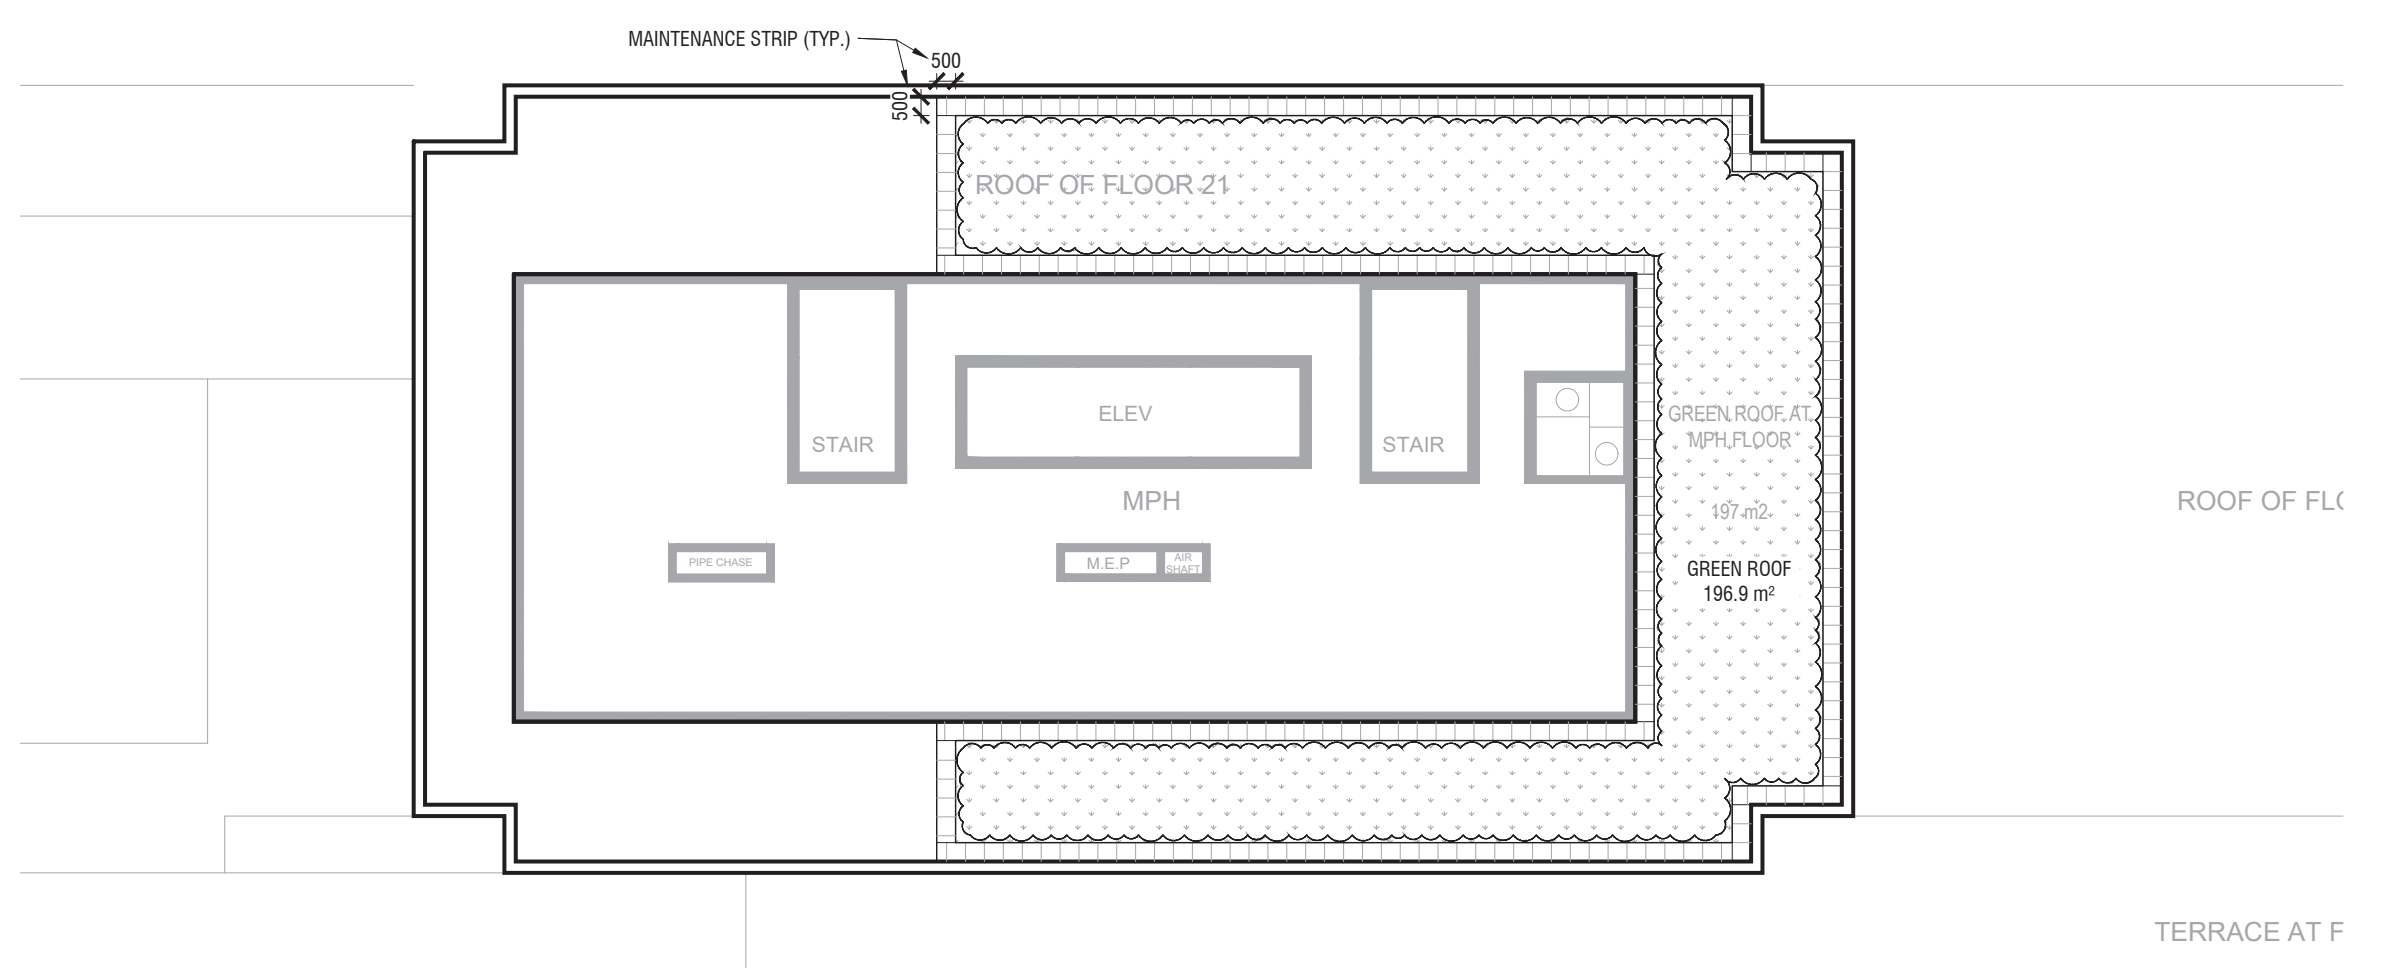 MAINTENANCE STRIP (TYP.)
500
500
ROOF OF FLOOR 21
ELEV
STAIR
STAIR
GREEN ROOF AT
MPH FLOOR
MPH
197 m2
ROOF OF FLO
PIPE CHASE
M.E.P
AIR
SHAFT
GREEN ROOF
196.9 m²
TERRACE AT F